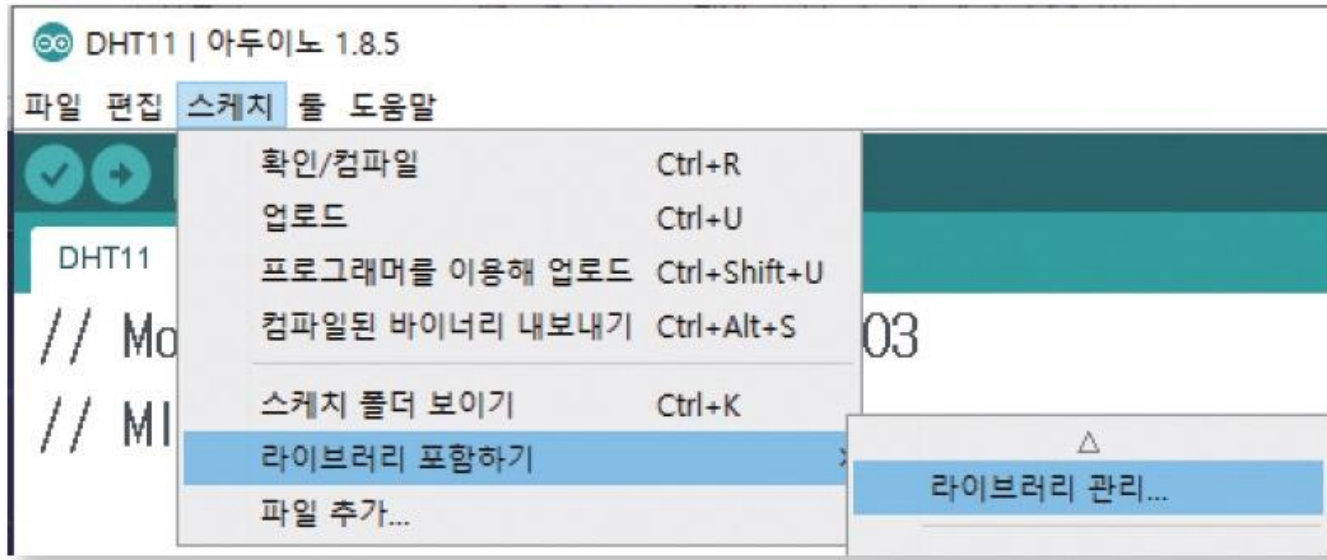 DHT11 | 아두이노 1.8.5
파일 편집 스케치 툴 도움말
확인/컴파일 Ctrl+R
업로드 Ctrl+U
DHT11
프로그래머를 이용해 업로드 Ctrl+Shift+U
컴파일된 바이너리 내보내기 Ctrl+Alt+S
// Mo 03
스케치 폴더 보이기 Ctrl+K
// MI
라이브러리 포함하기
라이브러리 관리...
파일 추가...